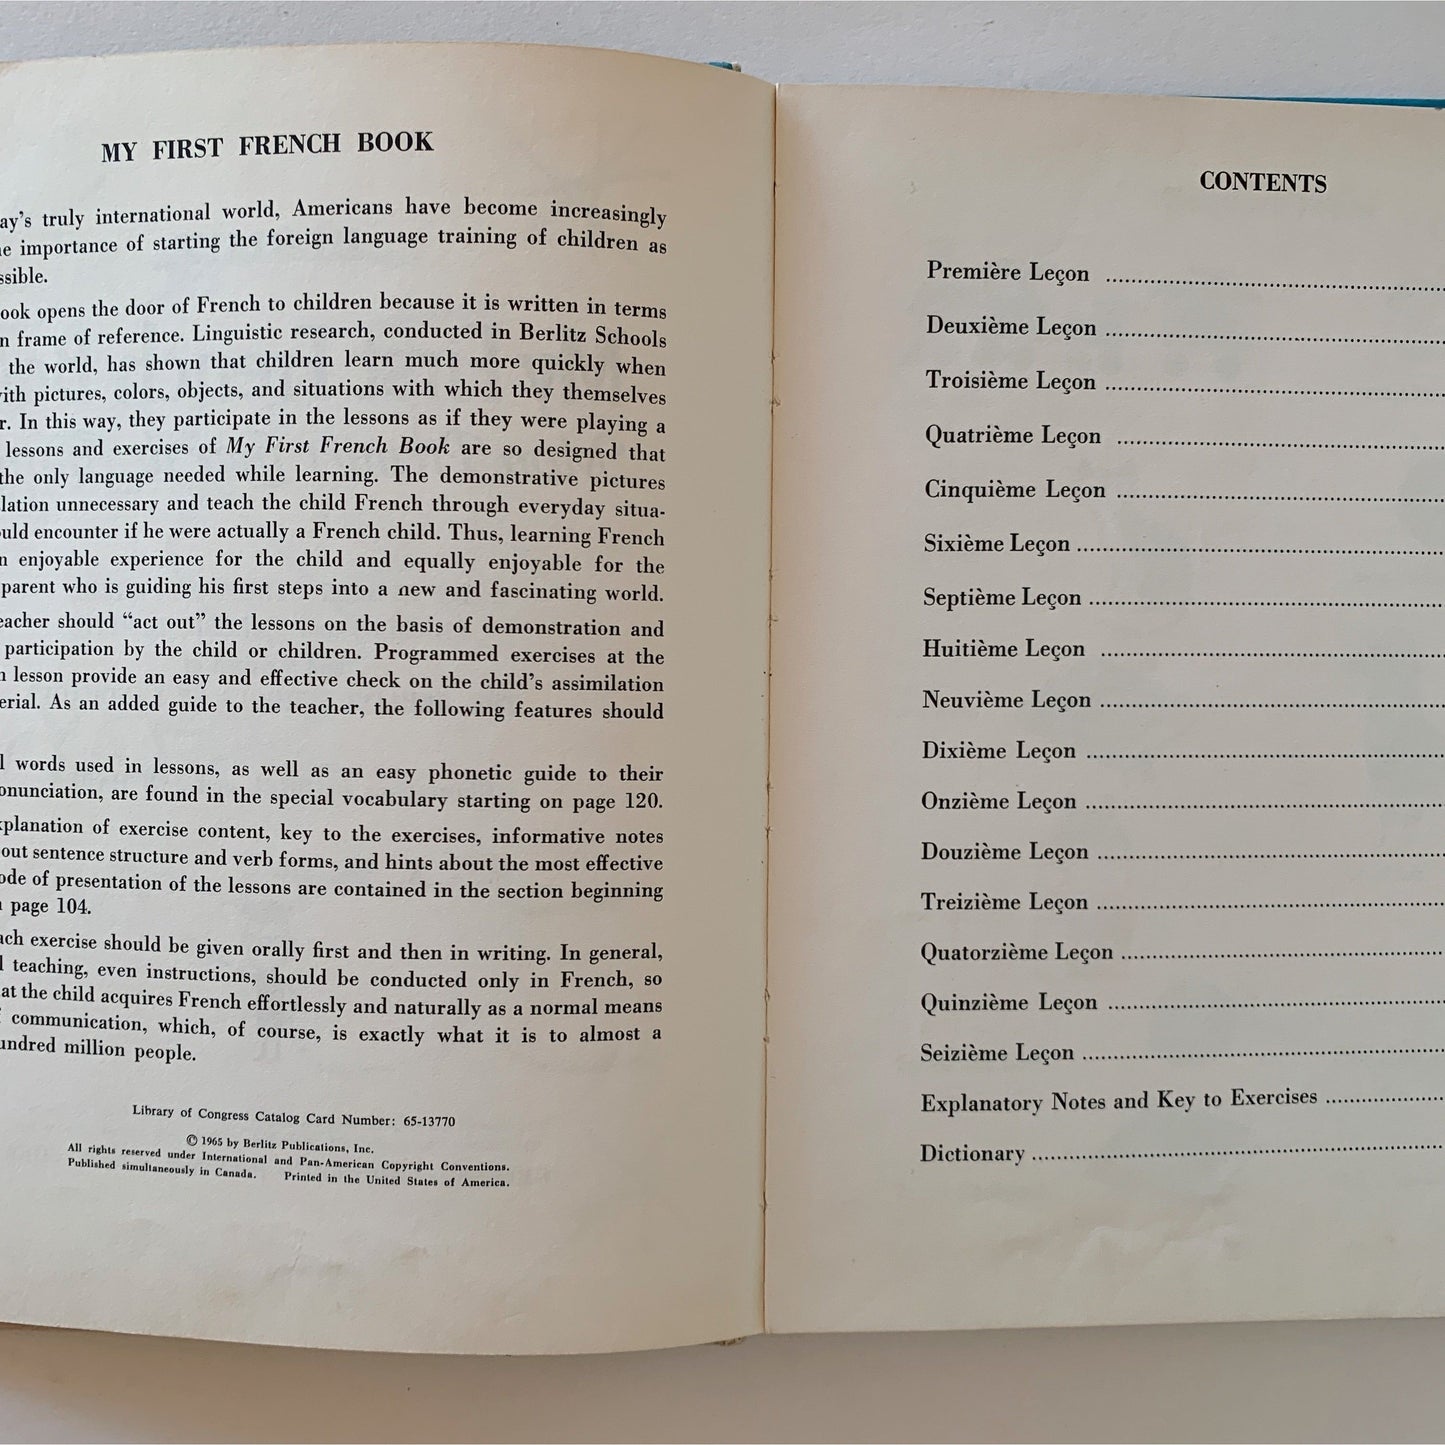 MY FIRST FRENCH BOOK
ay's truly international world, Americans have become increasingly
e importance of starting the foreign language training of children as
ssible.
ook opens the door of French to children because it is written in terms
n frame of reference. Linguistic research, conducted in Berlitz Schools
the world, has shown that children learn much more quickly when
ith pictures, colors, objects, and situations with which they themselves
r. In this way, they participate in the lessons as if they were playing a
lessons and exercises of My First French Book are so designed that
the only language needed while learning. The demonstrative pictures
lation unnecessary and teach the child French through everyday situa-
ould encounter if he were actually a French child. Thus, learning French
n enjoyable experience for the child and equally enjoyable for the
parent who is guiding his first steps into a new and fascinating world.
eacher should "act out" the lessons on the basis of demonstration and
participation by the child or children. Programmed exercises at the
n lesson provide an easy and effective check on the child's assimilation
erial. As an added guide to the teacher, the following features should
l words used in lessons, as well as an easy phonetic guide to their
onunciation, are found in the special vocabulary starting on page 120.
xplanation of exercise content, key to the exercises, informative notes
out sentence structure and verb forms, and hints about the most effective
ode of presentation of the lessons are contained in the section beginning
page 104.
ach exercise should be given orally first and then in writing. In general,
l teaching, even instructions, should be conducted only in French, so
at the child acquires French effortlessly and naturally as a normal means
communication, which, of course, is exactly what it is to almost a
undred million people.
Library of Congress Catalog Card Number: 65-13770
© 1965 by Berlitz Publications, Inc.
All rights reserved under International and Pan-American Copyright Conventions.
Published simultaneously in Canada. Printed in the United States of America.
CONTENTS
Première Leçon
Deuxième Leçon
Troisième Leçon
Quatrième Leçon
Cinquième Leçon
Sixième Leçon
Septième Leçon
Huitième Leçon
Neuvième Leçon
Dixième Leçon
Onzième Leçon
Douzième Leçon
Treizième Leçon
Quatorzième Leçon
Quinzième Leçon
Seizième Leçon
Explanatory Notes and Key to Exercises
Dictionary